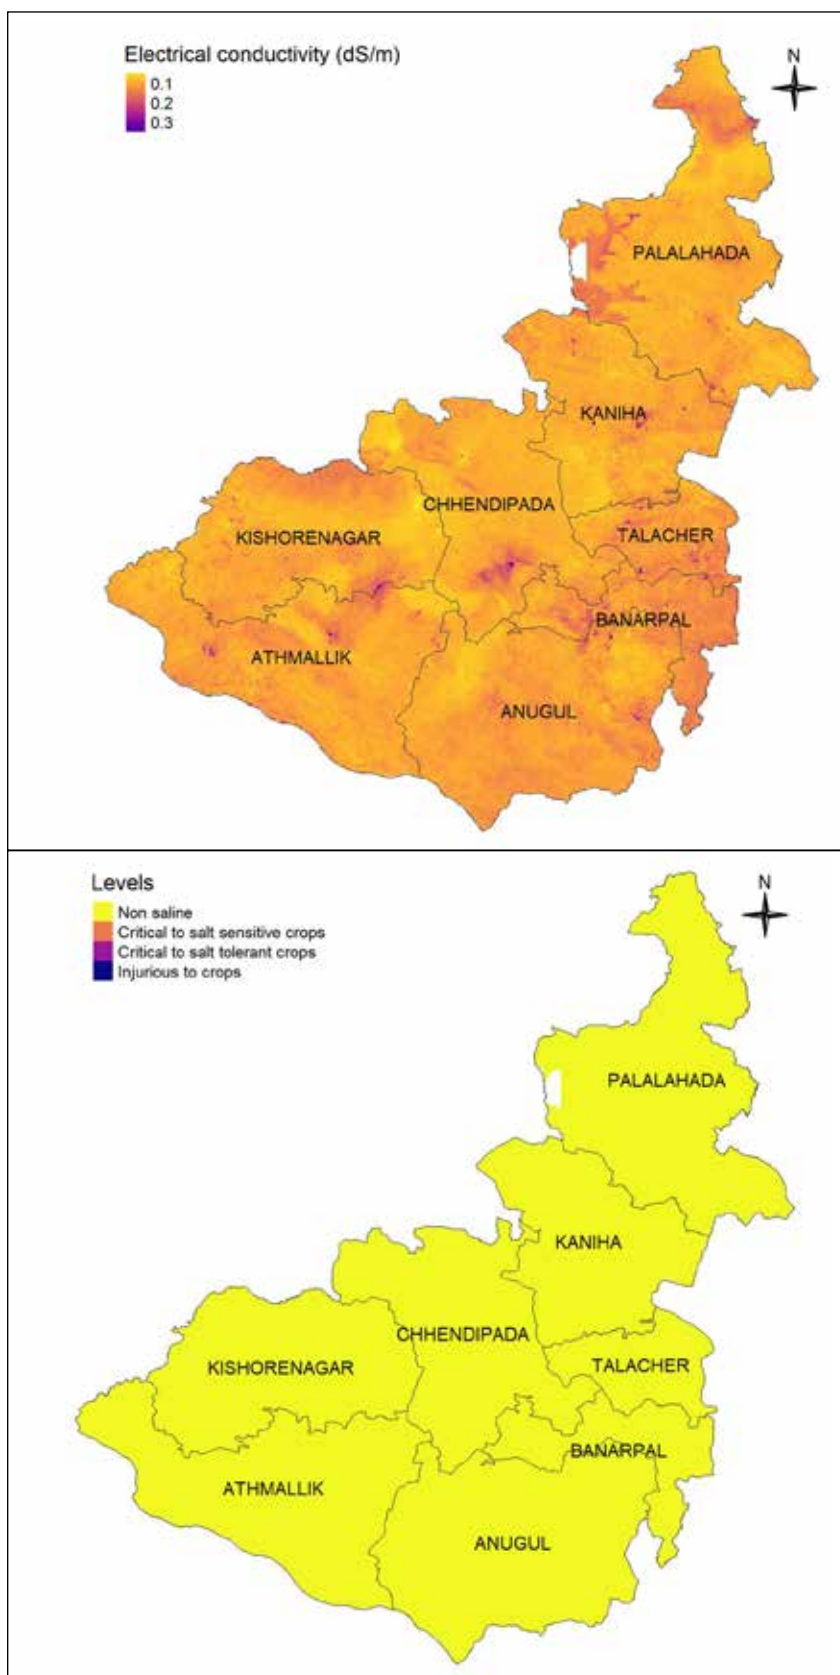 Electrical conductivity (dS/m)
0.1
0.2
0.3
N
PALALAHADA
KANIHA
CHHENDIPADA
KISHORENAGAR
TALACHER
BANARPAL
ATHMALLIK
ANUGUL
Levels
Non saline
Critical to salt sensitive crops
Critical to salt tolerant crops
Injurious to crops
N
PALALAHADA
KANIHA
CHHENDIPADA
KISHORENAGAR
TALACHER
BANARPAL
ATHMALLIK
ANUGUL